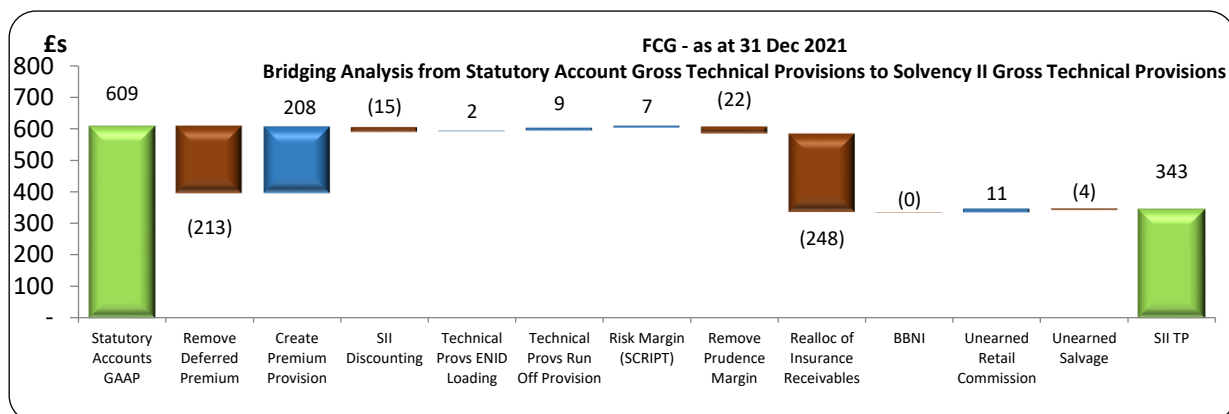 £s
FCG - as at 31 Dec 2021
Bridging Analysis from Statutory Account Gross Technical Provisions to Solvency II Gross Technical Provisions
800
700
600
500
400
300
200
100
-
609
(213)
208
(15)
2
9
7
(22)
(248)
(0)
11
(4)
343
Statutory
Accounts
GAAP
Remove
Deferred
Premium
Create
Premium
Provision
SII
Discounting
Technical
Provs ENID
Loading
Technical
Provs Run
Off Provision
Risk Margin
(SCRIPT)
Remove
Prudence
Margin
Realloc of
Insurance
Receivables
BBNI
Unearned
Retail
Commission
Unearned
Salvage
SII TP